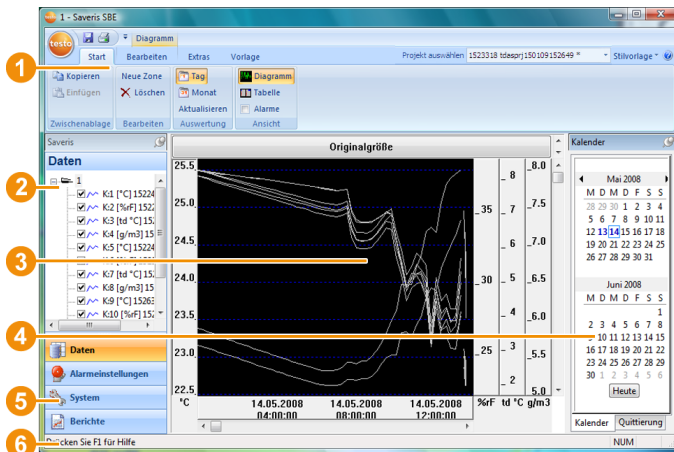 1 - Saveris SBE
testo
Diagramm
Start Bearbeiten Extras Vorlage
Projekt auswählen 1523318 tdasprj150109152649 * Stilvorlage
1
Kopieren Neue Zone Tag Diagramm
Einfügen Löschen Monat Tabelle
Aktualisieren Alarme
Zwischenablage Bearbeiten Auswertung Ansicht
Saveris
Daten
2
1
K:1 [°C] 15224
K:2 [%rF] 1522
K:3 [td °C] 152
K:4 [g/m3] 15
K:5 [°C] 15224
K:7 [td °C] 152
K:8 [g/m3] 15
K:9 [°C] 15263
K:10 [%rF] 152
Daten
Alarmeinstellungen
5
System
Berichte
6
Drücken Sie F1 für Hilfe
Originalgröße
3
25.5
25.0
24.5
24.0
23.5
23.0
22.5
°C
14.05.2008 14.05.2008 14.05.2008
04:00:00 08:00:00 12:00:00
35
30
25
%rF
8
7
6
5
4
3
2
td °C
8.0
7.5
7.0
6.5
6.0
5.5
5.0
g/m3
Kalender
Mai 2008
M D M D F S S
28 29 30 1 2 3 4
5 6 7 8 9 10 11
12 13 14 15 16 17 18
19 20 21 22 23 24 25
26 27 28 29 30 31
Juni 2008
M D M D F S S
1
2 3 4 5 6 7 8
4
9 10 11 12 13 14 15
16 17 18 19 20 21 22
23 24 25 26 27 28 29
30 1 2 3 4 5 6
Heute
Kalender Quittierung
NUM